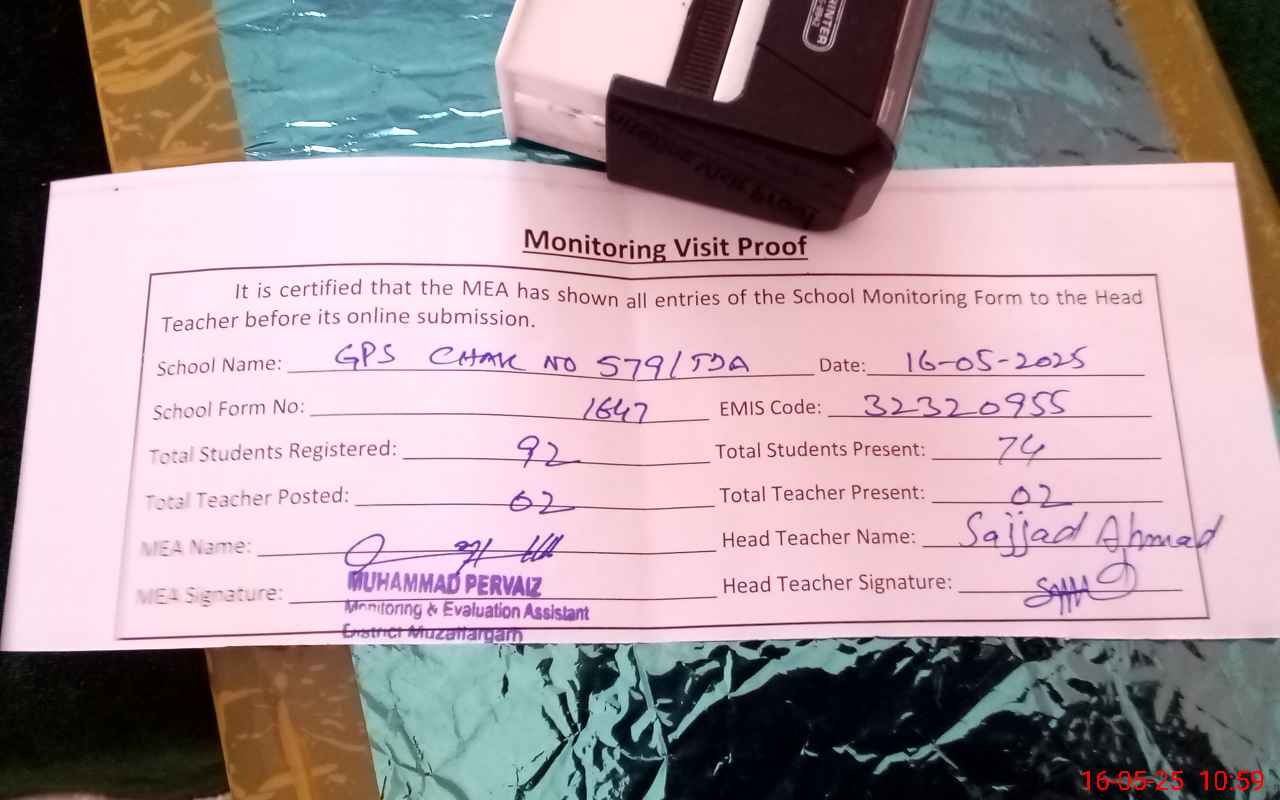 PRINTER
Monitoring Visit Proof
It is certified that the MEA has shown all entries of the School Monitoring Form to the Head
Teacher before its online submission.
School Name: GPS CHAK NO 579/TDA Date: 16-05-2025
School Form No: 1647 EMIS Code: 32320955
Total Students Registered: 92 Total Students Present: 74
Total Teacher Posted: 02 Total Teacher Present: 02
MEA Name: Head Teacher Name: Sajjad Ahmad
MEA Signature: Head Teacher Signature:
MUHAMMAD PERVAIZ
Monitoring & Evaluation Assistant
District Muzaffargarh
16-05-25 10:59